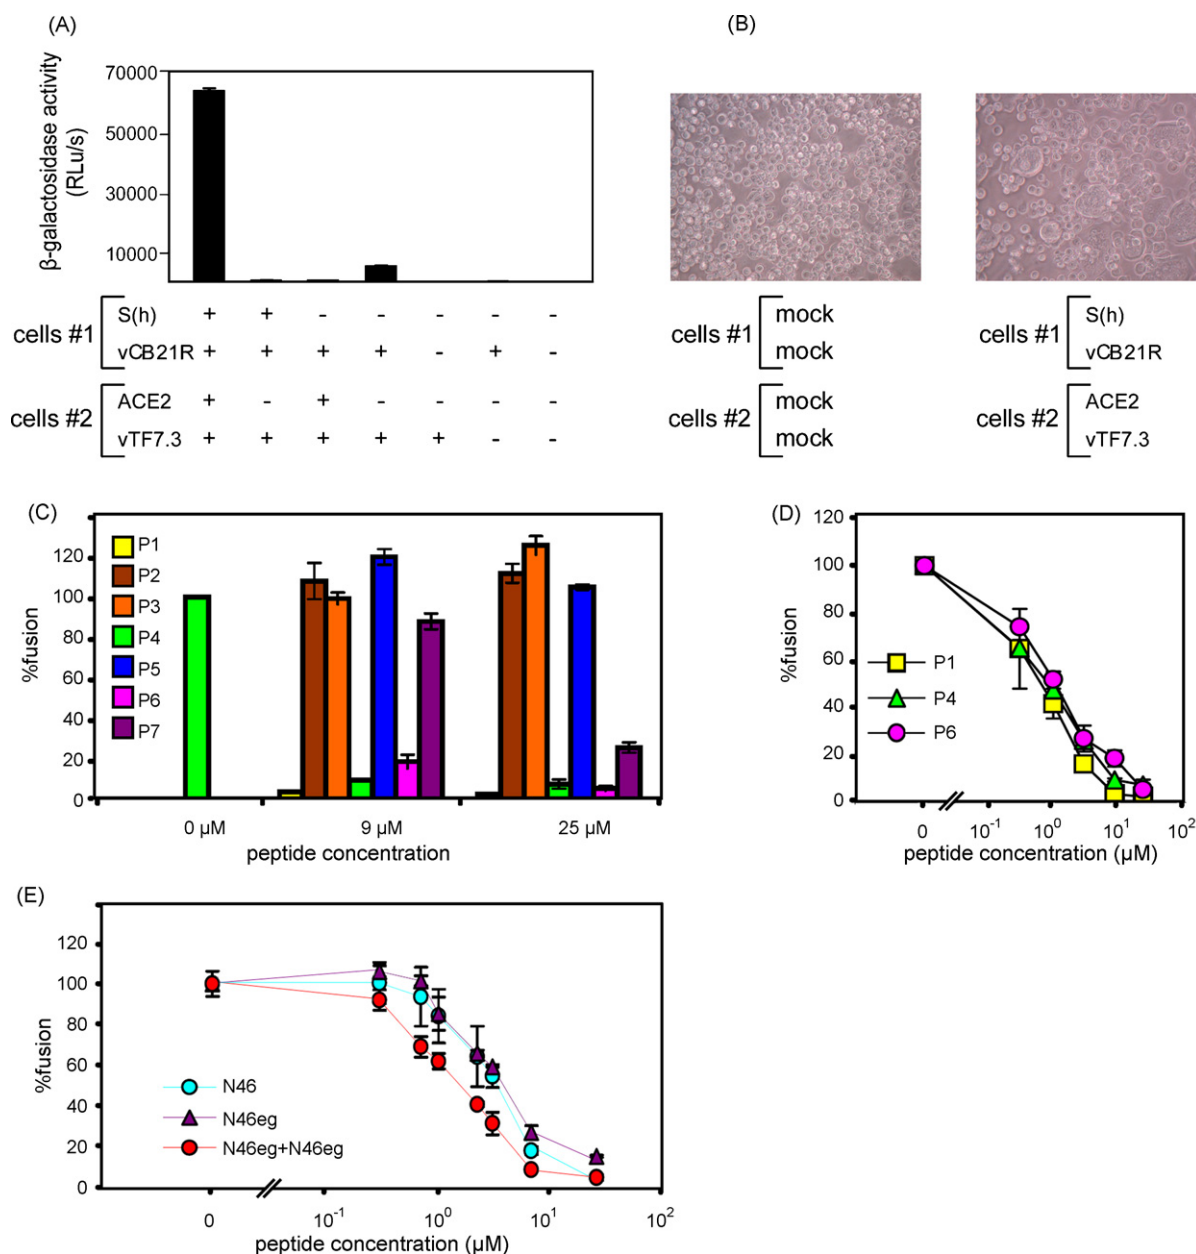 (A)
β-galactosidase activity
(RLu/s)
70000
50000
30000
10000
cells #1
S(h) + + - - - - -
vCB21R + + + + - + -
cells #2
ACE2 + - + - - - -
vTF7.3 + + + + + - -
(B)
cells #1
mock
mock
cells #2
mock
mock
cells #1
S(h)
vCB21R
cells #2
ACE2
vTF7.3
(C)
%fusion
120
100
80
60
40
20
0
P1
P2
P3
P4
P5
P6
P7
0 µM 9 µM 25 µM
peptide concentration
(D)
%fusion
120
100
80
60
40
20
0
P1
P4
P6
0 10-1 100 101 102
peptide concentration (µM)
(E)
%fusion
120
100
80
60
40
20
0
N46
N46eg
N46eg+N46eg
0 10-1 100 101 102
peptide concentration (µM)